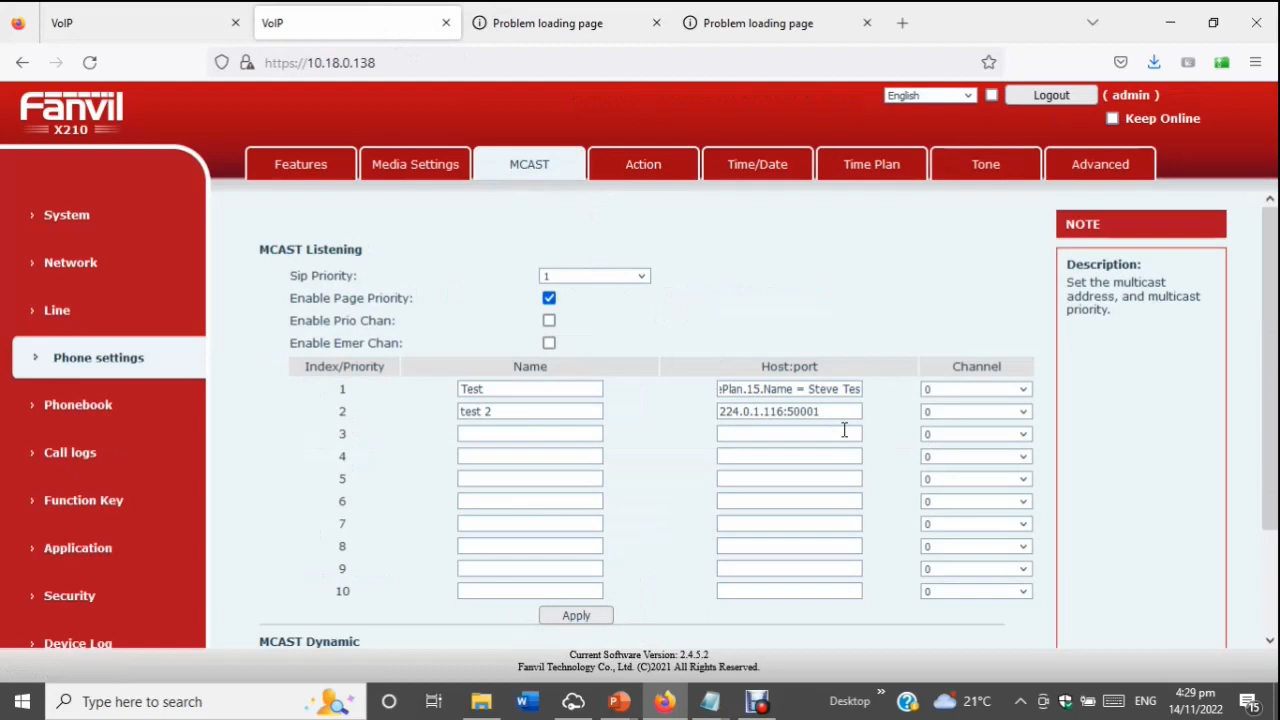 VoIP
VoIP
Problem loading page
Problem loading page
https://10.18.0.138
Fanvil
X210
English
Logout
( admin )
Keep Online
Features
Media Settings
MCAST
Action
Time/Date
Time Plan
Tone
Advanced
System
Network
Line
Phone settings
Phonebook
Call logs
Function Key
Application
Security
Device Log
MCAST Listening
Sip Priority: 1
Enable Page Priority:
Enable Prio Chan:
Enable Emer Chan:
Index/Priority Name Host:port Channel
1 Test ePlan.15.Name = Steve Tes 0
2 test 2 224.0.1.116:50001 0
3 0
4 0
5 0
6 0
7 0
8 0
9 0
10 0
Apply
MCAST Dynamic
NOTE
Description:
Set the multicast
address, and multicast
priority.
Current Software Version: 2.4.5.2
Fanvil Technology Co., Ltd. (C)2021 All Rights Reserved.
Type here to search
Desktop
21°C
ENG
4:29 pm
14/11/2022
15